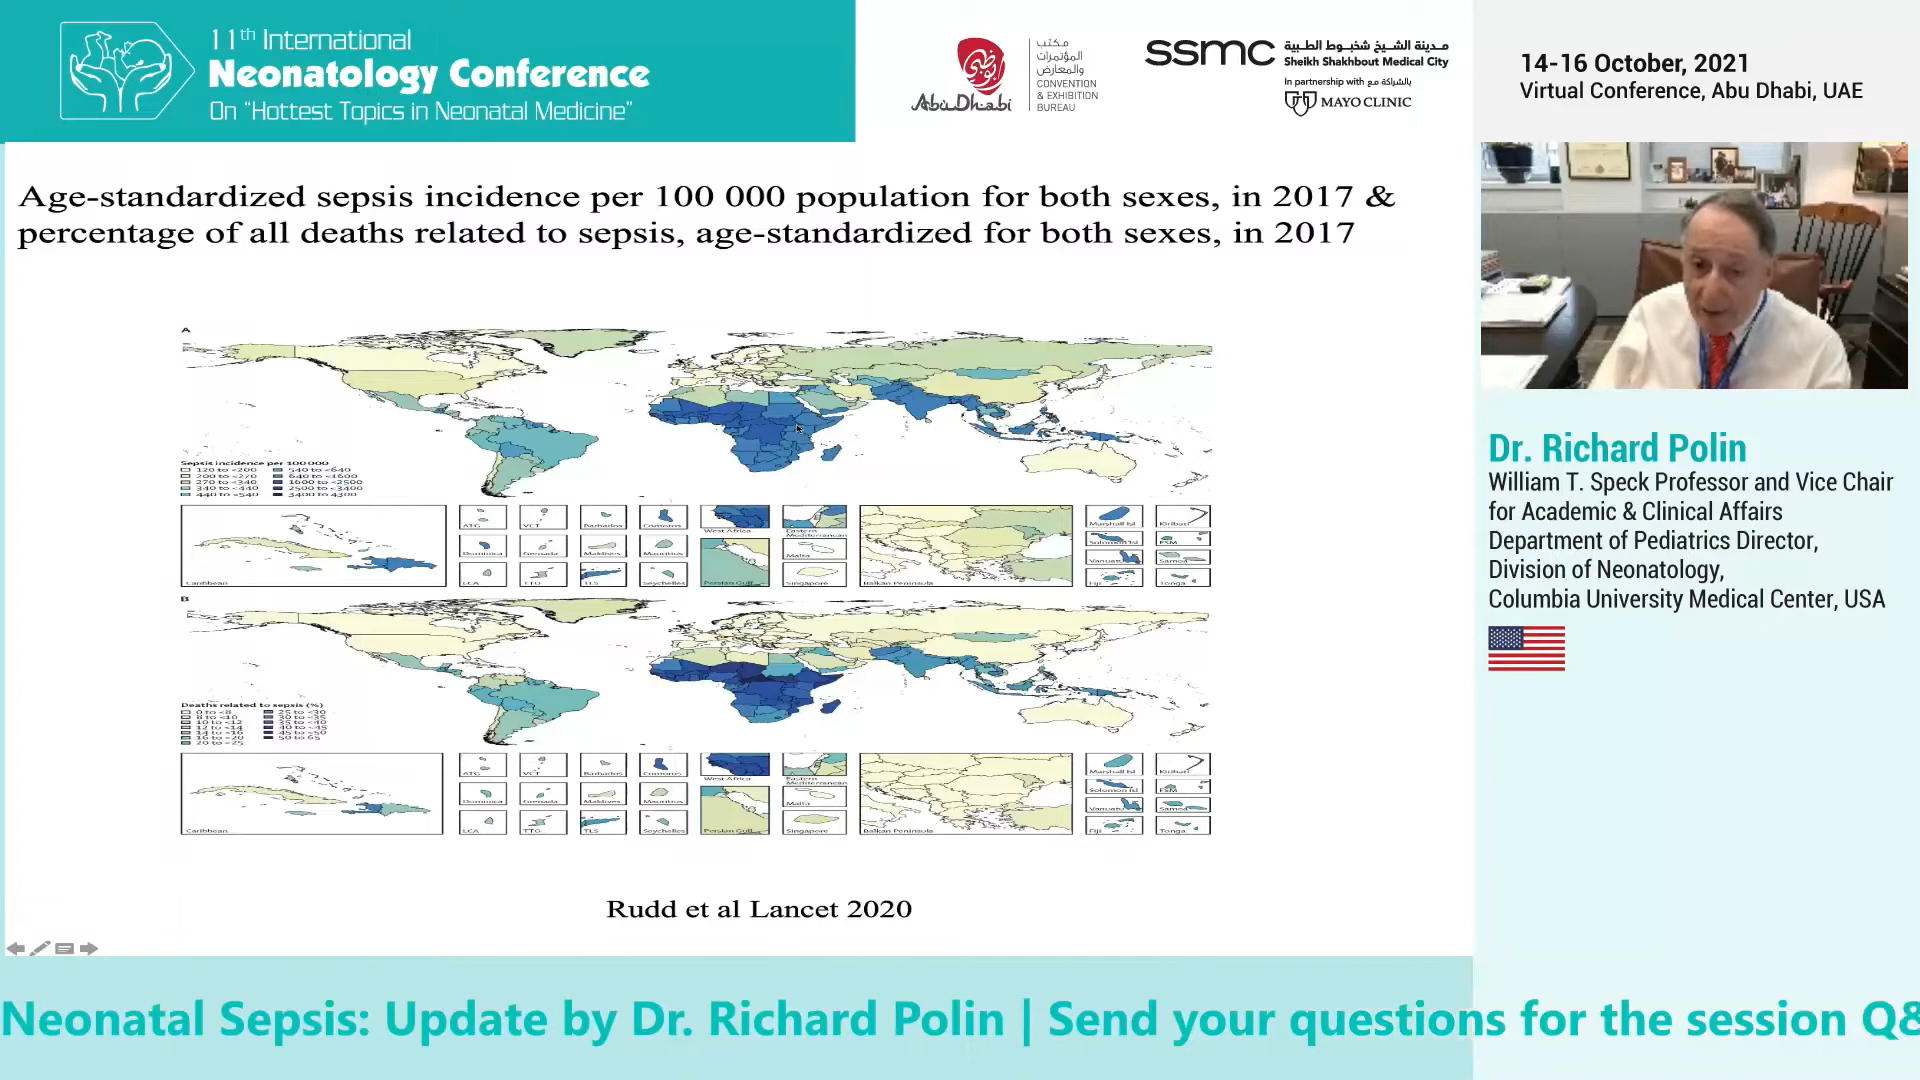 11th International
Neonatology Conference
On "Hottest Topics in Neonatal Medicine"
Abu Dhabi
مكتب
المؤتمرات
والمعارض
CONVENTION
& EXHIBITION
BUREAU
ssmc
مدينة الشيخ شخبوط الطبية
Sheikh Shakhbout Medical City
In partnership with بالشراكة مع
MAYO CLINIC
14-16 October, 2021
Virtual Conference, Abu Dhabi, UAE
Age-standardized sepsis incidence per 100 000 population for both sexes, in 2017 &
percentage of all deaths related to sepsis, age-standardized for both sexes, in 2017
A
Sepsis incidence per 100 000
120 to <200
200 to <270
270 to <340
340 to <440
440 to <540
540 to <640
640 to <1600
1600 to <2500
2500 to <3400
3400 to 4300
Caribbean
ATG
VCT
Barbados
Comoros
West Africa
Eastern
Mediterranean
Marshall Isl
Kiribati
Dominica
Grenada
Maldives
Mauritius
Malta
Solomon Isl
FSM
Vanuatu
Samoa
LCA
TTO
TLS
Seychelles
Persian Gulf
Singapore
Balkan Peninsula
Fiji
Tonga
B
Deaths related to sepsis (%)
0 to <8
8 to <10
10 to <12
12 to <14
14 to <16
16 to <20
20 to <25
25 to <30
30 to <35
35 to <40
40 to <45
45 to <50
50 to 65
Caribbean
ATG
VCT
Barbados
Comoros
West Africa
Eastern
Mediterranean
Marshall Isl
Kiribati
Dominica
Grenada
Maldives
Mauritius
Malta
Solomon Isl
FSM
Vanuatu
Samoa
LCA
TTO
TLS
Seychelles
Persian Gulf
Singapore
Balkan Peninsula
Fiji
Tonga
Rudd et al Lancet 2020
Dr. Richard Polin
William T. Speck Professor and Vice Chair
for Academic & Clinical Affairs
Department of Pediatrics Director,
Division of Neonatology,
Columbia University Medical Center, USA
Neonatal Sepsis: Update by Dr. Richard Polin | Send your questions for the session Q&